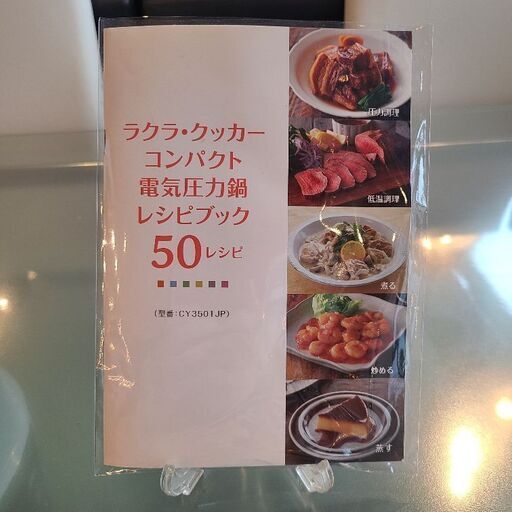 ラクラ・クッカー
コンパクト
電気圧力鍋
レシピブック
50レシピ
(型番:CY3501JP)
圧力調理
低温調理
煮る
炒める
蒸す